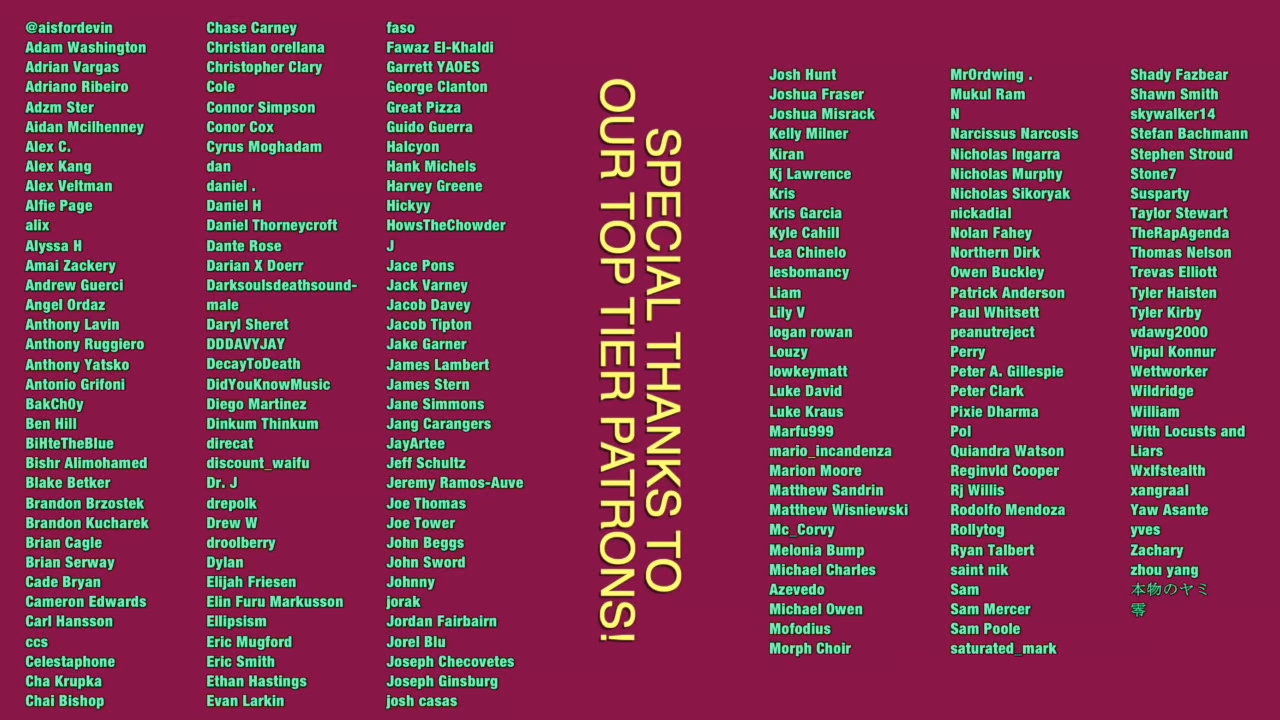 @aisfordevin
Adam Washington
Adrian Vargas
Adriano Ribeiro
Adzm Ster
Aidan Mcilhenney
Alex C.
Alex Kang
Alex Veltman
Alfie Page
alix
Alyssa H
Amai Zackery
Andrew Guerci
Angel Ordaz
Anthony Lavin
Anthony Ruggiero
Anthony Yatsko
Antonio Grifoni
BakCh0y
Ben Hill
BiHteTheBlue
Bishr Alimohamed
Blake Betker
Brandon Brzostek
Brandon Kucharek
Brian Cagle
Brian Serway
Cade Bryan
Cameron Edwards
Carl Hansson
ccs
Celestaphone
Cha Krupka
Chai Bishop
Chase Carney
Christian orellana
Christopher Clary
Cole
Connor Simpson
Conor Cox
Cyrus Moghadam
dan
daniel .
Daniel H
Daniel Thorneycroft
Dante Rose
Darian X Doerr
Darksoulsdeathsound-
male
Daryl Sheret
DDDAVYJAY
DecayToDeath
DidYouKnowMusic
Diego Martinez
Dinkum Thinkum
direcat
discount_waifu
Dr. J
drepolk
Drew W
droolberry
Dylan
Elijah Friesen
Elin Furu Markusson
Ellipsism
Eric Mugford
Eric Smith
Ethan Hastings
Evan Larkin
faso
Fawaz El-Khaldi
Garrett YAOES
George Clanton
Great Pizza
Guido Guerra
Halcyon
Hank Michels
Harvey Greene
Hickyy
HowsTheChowder
J
Jace Pons
Jack Varney
Jacob Davey
Jacob Tipton
Jake Garner
James Lambert
James Stern
Jane Simmons
Jang Carangers
JayArtee
Jeff Schultz
Jeremy Ramos-Auve
Joe Thomas
Joe Tower
John Beggs
John Sword
Johnny
jorak
Jordan Fairbairn
Jorel Blu
Joseph Checovetes
Joseph Ginsburg
josh casas
SPECIAL THANKS TO
OUR TOP TIER PATRONS!
Josh Hunt
Joshua Fraser
Joshua Misrack
Kelly Milner
Kiran
Kj Lawrence
Kris
Kris Garcia
Kyle Cahill
Lea Chinelo
lesbomancy
Liam
Lily V
logan rowan
Louzy
lowkeymatt
Luke David
Luke Kraus
Marfu999
mario_incandenza
Marion Moore
Matthew Sandrin
Matthew Wisniewski
Mc_Corvy
Melonia Bump
Michael Charles
Azevedo
Michael Owen
Mofodius
Morph Choir
MrOrdwing .
Mukul Ram
N
Narcissus Narcosis
Nicholas Ingarra
Nicholas Murphy
Nicholas Sikoryak
nickadial
Nolan Fahey
Northern Dirk
Owen Buckley
Patrick Anderson
Paul Whitsett
peanutreject
Perry
Peter A. Gillespie
Peter Clark
Pixie Dharma
Pol
Quiandra Watson
Reginvld Cooper
Rj Willis
Rodolfo Mendoza
Rollytog
Ryan Talbert
saint nik
Sam
Sam Mercer
Sam Poole
saturated_mark
Shady Fazbear
Shawn Smith
skywalker14
Stefan Bachmann
Stephen Stroud
Stone7
Susparty
Taylor Stewart
TheRapAgenda
Thomas Nelson
Trevas Elliott
Tyler Haisten
Tyler Kirby
vdawg2000
Vipul Konnur
Wettworker
Wildridge
William
With Locusts and
Liars
Wxlfstealth
xangraal
Yaw Asante
yves
Zachary
zhou yang
本物のヤミ
零